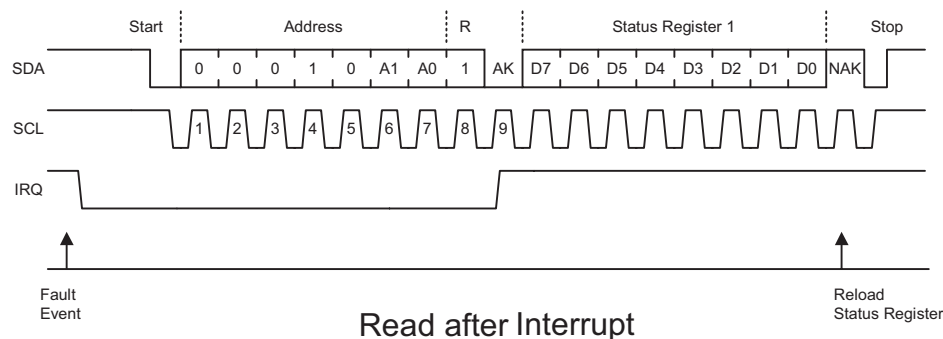 Start Address R Status Register 1 Stop
SDA 0 0 0 1 0 A1 A0 1 AK D7 D6 D5 D4 D3 D2 D1 D0 NAK
SCL 1 2 3 4 5 6 7 8 9
IRQ
Fault
Event
Reload
Status Register
Read after Interrupt